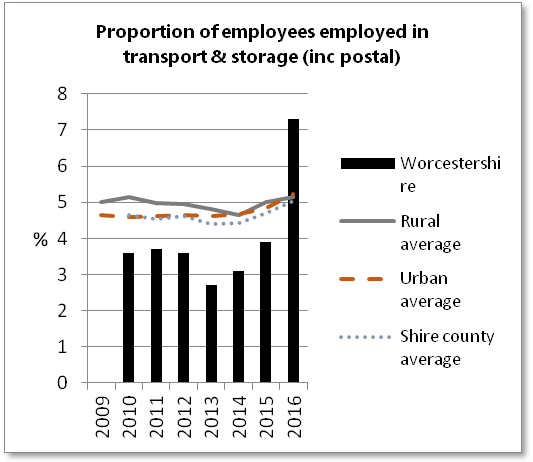 Proportion of employees employed in
transport & storage (inc postal)
8
7
6
5
4
3
2
1
0
%
2009
2010
2011
2012
2013
2014
2015
2016
Worcestershi
re
Rural
average
Urban
average
Shire county
average